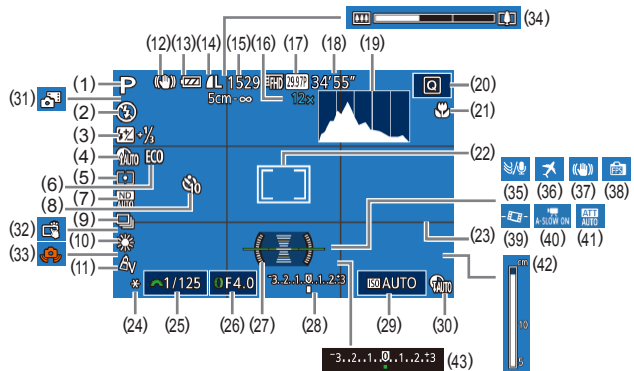 (34)
(12) (13) (14) (15) (16) (17) (18) (19)
(31) (1) P L 1529 FHD 29.97P 34'55" Q (20)
5cm-∞ 12x
(2) (21)
(3) +⅓
(4) AUTO ECO (22)
(5)
(6)
(7) ND AUTO
(8) (35) (36) (37) (38)
(32) (9) (23)
(10) A-SLOW ON ATT AUTO
(39) (40) (41)
(33) (11) cm (42)
(24) * 1/125 F4.0 -3..2..1..0..1..2.:+3 ISO AUTO AUTO
10
5
(25) (26) (27) (28) (29) (30)
-3..2..1..0..1..2.:+3 (43)